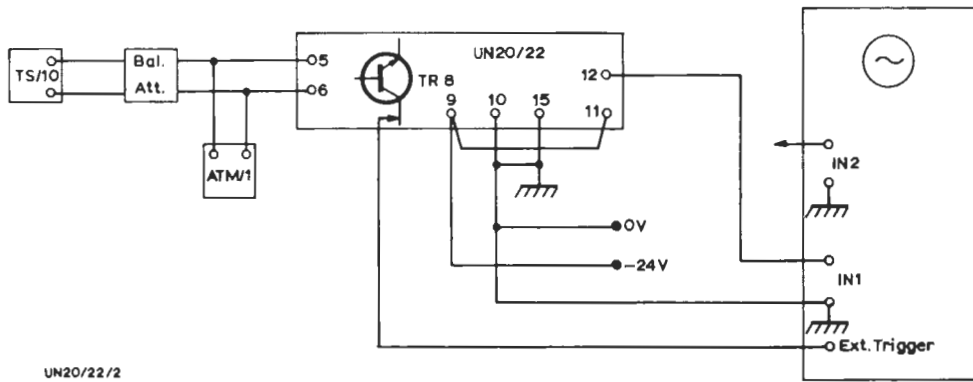 UN20/22
TS/10
Bal.
Att.
5
6
TR 8
9
10
15
12
11
ATM/1
IN2
0V
−24V
IN1
Ext. Trigger
UN20/22/2